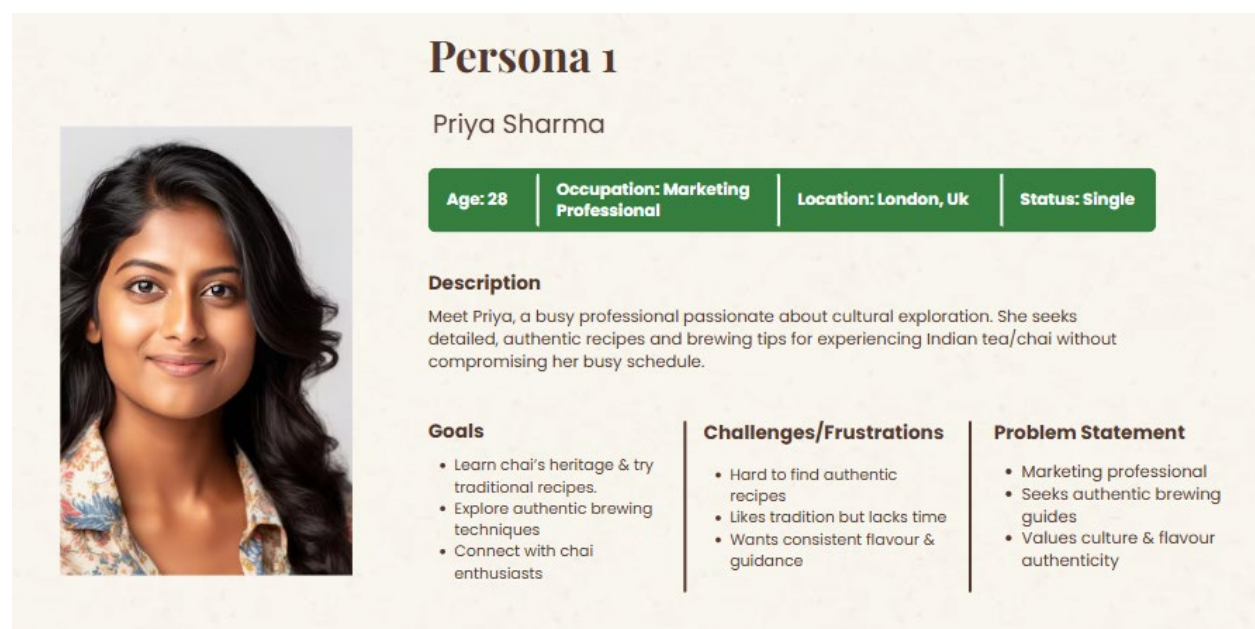 Persona 1
Priya Sharma
Age: 28
Occupation: Marketing
Professional
Location: London, Uk
Status: Single
Description
Meet Priya, a busy professional passionate about cultural exploration. She seeks
detailed, authentic recipes and brewing tips for experiencing Indian tea/chai without
compromising her busy schedule.
Goals
• Learn chai's heritage & try
traditional recipes.
• Explore authentic brewing
techniques
• Connect with chai
enthusiasts
Challenges/Frustrations
• Hard to find authentic
recipes
• Likes tradition but lacks time
• Wants consistent flavour &
guidance
Problem Statement
• Marketing professional
• Seeks authentic brewing
guides
• Values culture & flavour
authenticity